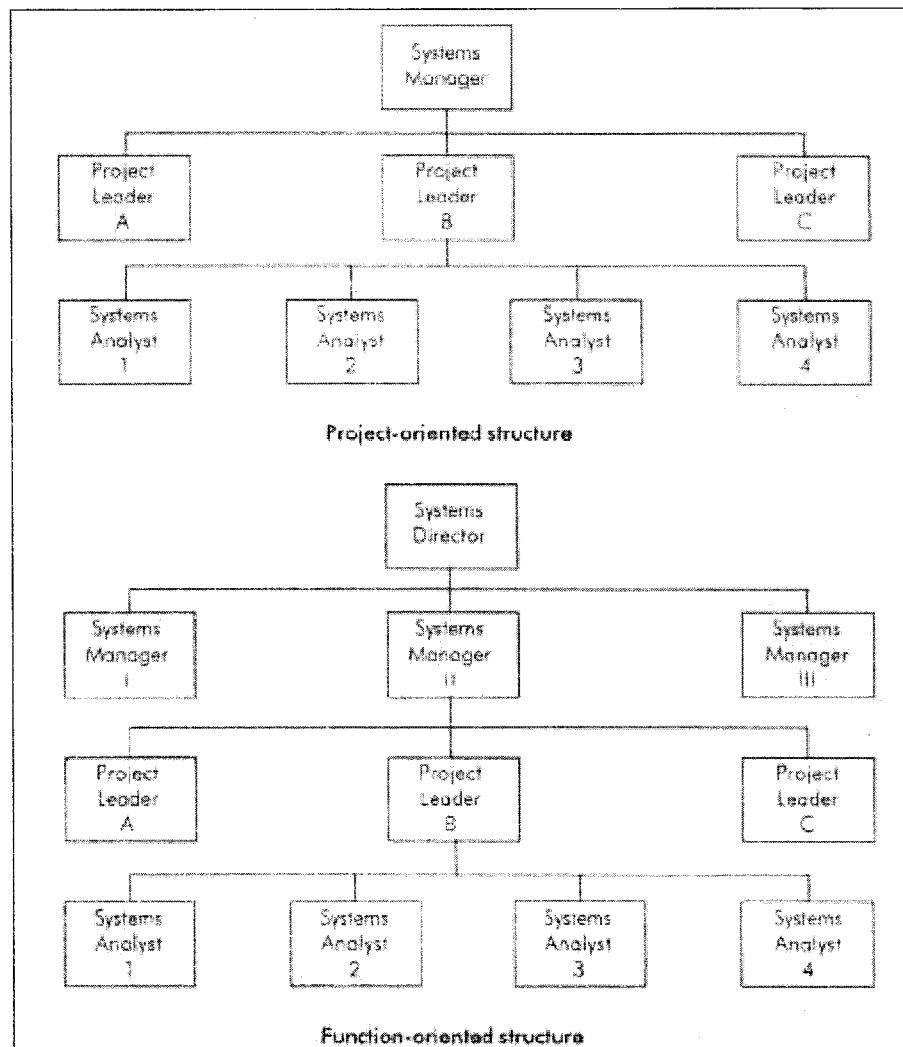 Systems
Manager
Project
Leader
A
Project
Leader
B
Project
Leader
C
Systems
Analyst
1
Systems
Analyst
2
Systems
Analyst
3
Systems
Analyst
4
Project-oriented structure
Systems
Director
Systems
Manager
I
Systems
Manager
II
Systems
Manager
III
Project
Leader
A
Project
Leader
B
Project
Leader
C
Systems
Analyst
1
Systems
Analyst
2
Systems
Analyst
3
Systems
Analyst
4
Function-oriented structure